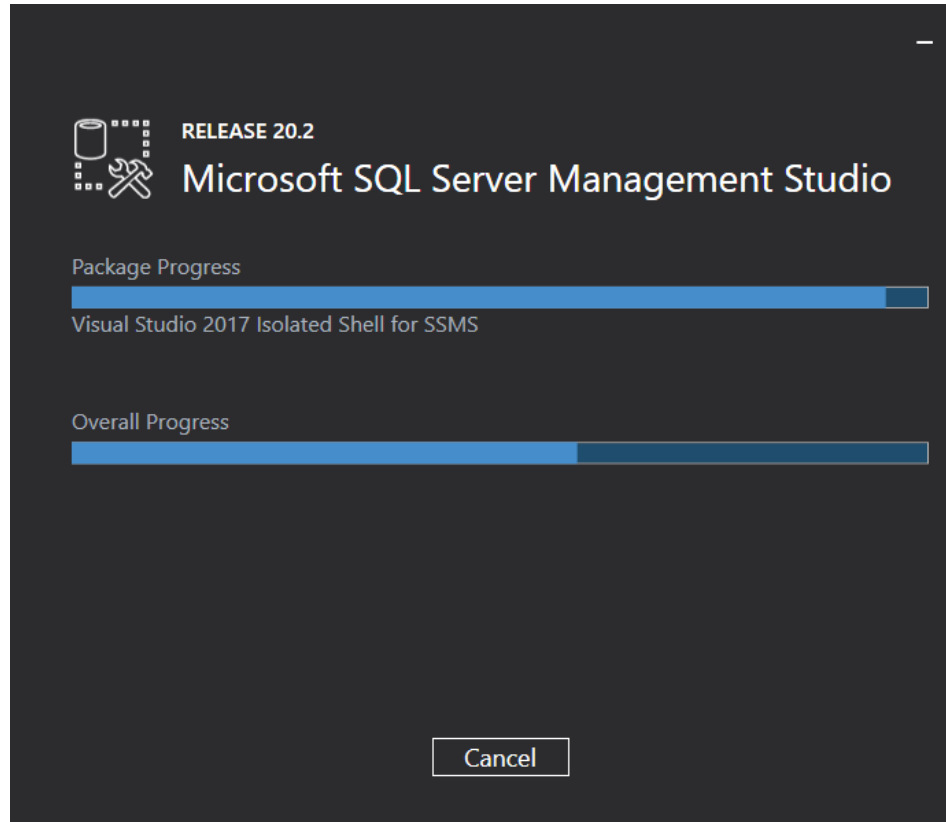 RELEASE 20.2
Microsoft SQL Server Management Studio
Package Progress
Visual Studio 2017 Isolated Shell for SSMS
Overall Progress
Cancel